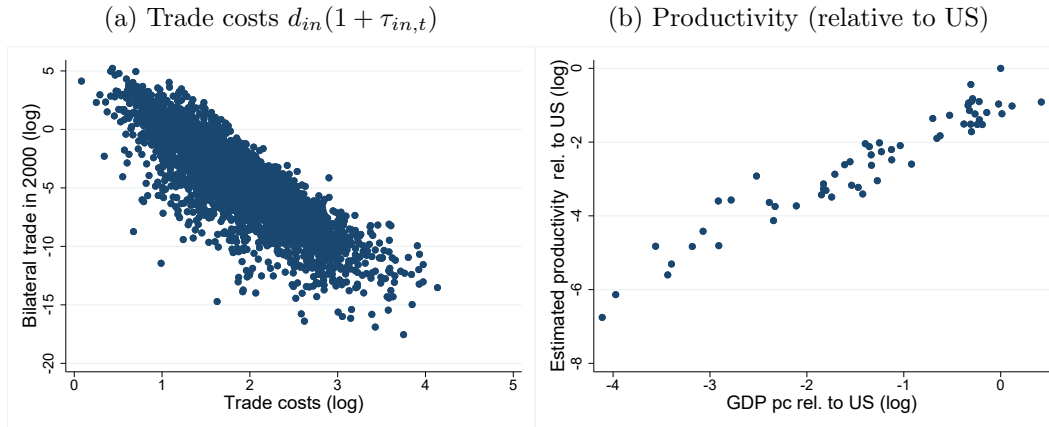 (a) Trade costs $d_{in}(1 + \tau_{in,t})$
Bilateral trade in 2000 (log)
5
0
-5
-10
-15
-20
0 1 2 3 4 5
Trade costs (log)
(b) Productivity (relative to US)
Estimated productivity rel. to US (log)
0
-2
-4
-6
-8
-4 -3 -2 -1 0
GDP pc rel. to US (log)